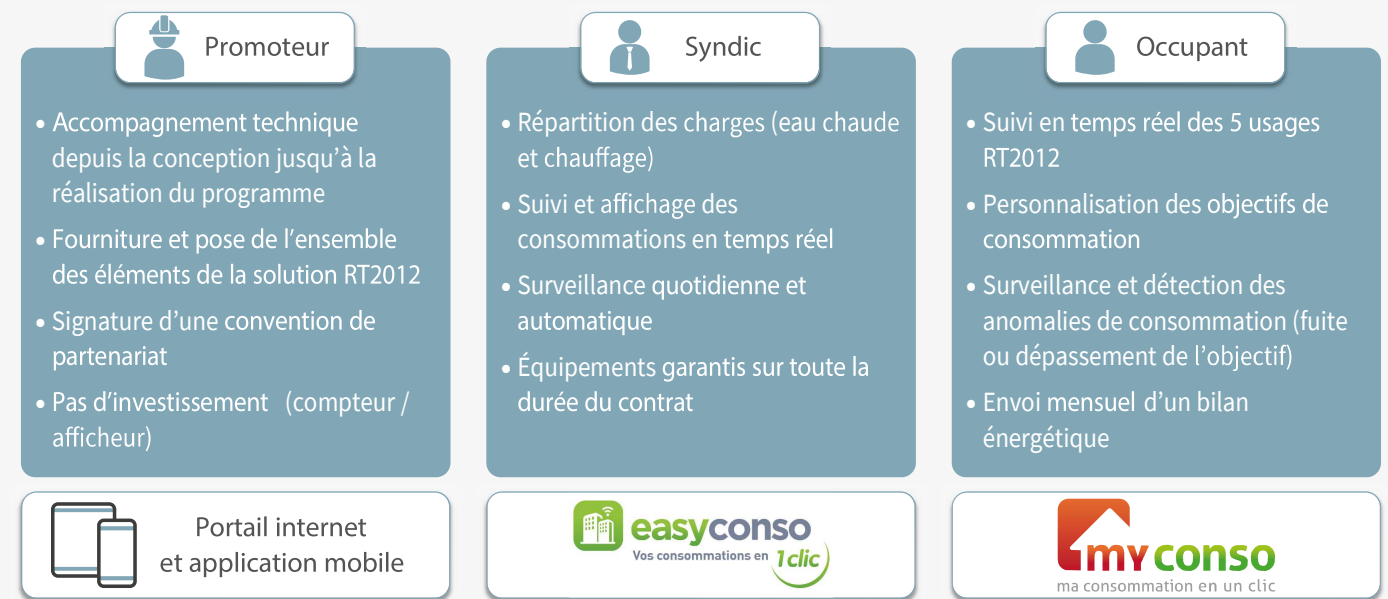 Promoteur
• Accompagnement technique
depuis la conception jusqu'à la
réalisation du programme
• Fourniture et pose de l'ensemble
des éléments de la solution RT2012
• Signature d'une convention de
partenariat
• Pas d'investissement (compteur /
afficheur)
Portail internet
et application mobile
Syndic
• Répartition des charges (eau chaude
et chauffage)
• Suivi et affichage des
consommations en temps réel
• Surveillance quotidienne et
automatique
• Équipements garantis sur toute la
durée du contrat
easyconso
Vos consommations en 1 clic
Occupant
• Suivi en temps réel des 5 usages
RT2012
• Personnalisation des objectifs de
consommation
• Surveillance et détection des
anomalies de consommation (fuite
ou dépassement de l'objectif)
• Envoi mensuel d'un bilan
énergétique
my conso
ma consommation en un clic